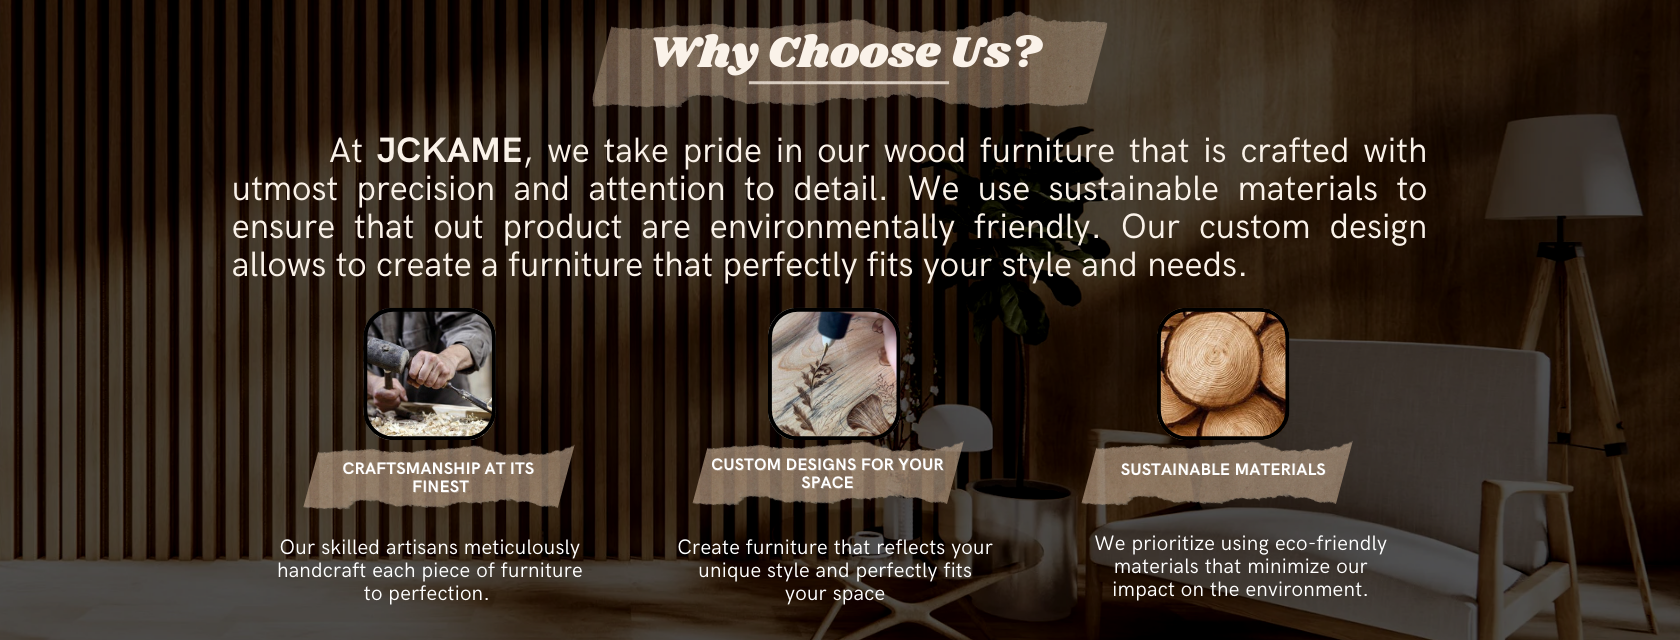 Why Choose Us?
At JCKAME, we take pride in our wood furniture that is crafted with
utmost precision and attention to detail. We use sustainable materials to
ensure that out product are environmentally friendly. Our custom design
allows to create a furniture that perfectly fits your style and needs.
CRAFTSMANSHIP AT ITS
FINEST
Our skilled artisans meticulously
handcraft each piece of furniture
to perfection.
CUSTOM DESIGNS FOR YOUR
SPACE
Create furniture that reflects your
unique style and perfectly fits
your space
SUSTAINABLE MATERIALS
We prioritize using eco-friendly
materials that minimize our
impact on the environment.